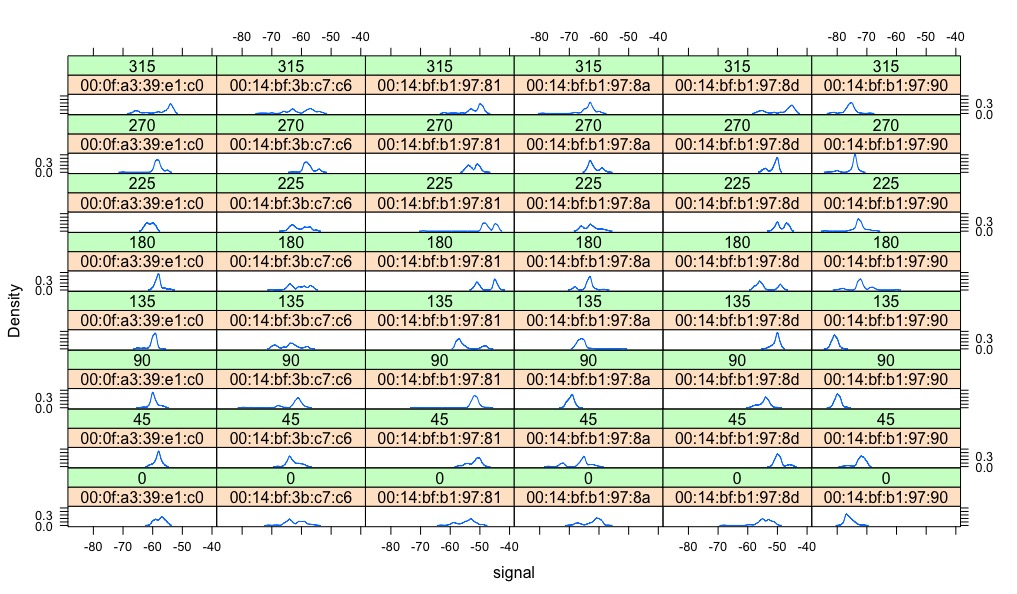 -80 -70 -60 -50 -40 -80 -70 -60 -50 -40 -80 -70 -60 -50 -40
315 315 315 315 315 315
00:0f:a3:39:e1:c0 00:14:bf:3b:c7:c6 00:14:bf:b1:97:81 00:14:bf:b1:97:8a 00:14:bf:b1:97:8d 00:14:bf:b1:97:90
0.3
0.0
270 270 270 270 270 270
00:0f:a3:39:e1:c0 00:14:bf:3b:c7:c6 00:14:bf:b1:97:81 00:14:bf:b1:97:8a 00:14:bf:b1:97:8d 00:14:bf:b1:97:90
0.3
0.0
225 225 225 225 225 225
00:0f:a3:39:e1:c0 00:14:bf:3b:c7:c6 00:14:bf:b1:97:81 00:14:bf:b1:97:8a 00:14:bf:b1:97:8d 00:14:bf:b1:97:90
0.3
0.0
180 180 180 180 180 180
00:0f:a3:39:e1:c0 00:14:bf:3b:c7:c6 00:14:bf:b1:97:81 00:14:bf:b1:97:8a 00:14:bf:b1:97:8d 00:14:bf:b1:97:90
0.3
0.0
135 135 135 135 135 135
00:0f:a3:39:e1:c0 00:14:bf:3b:c7:c6 00:14:bf:b1:97:81 00:14:bf:b1:97:8a 00:14:bf:b1:97:8d 00:14:bf:b1:97:90
0.3
0.0
90 90 90 90 90 90
00:0f:a3:39:e1:c0 00:14:bf:3b:c7:c6 00:14:bf:b1:97:81 00:14:bf:b1:97:8a 00:14:bf:b1:97:8d 00:14:bf:b1:97:90
0.3
0.0
45 45 45 45 45 45
00:0f:a3:39:e1:c0 00:14:bf:3b:c7:c6 00:14:bf:b1:97:81 00:14:bf:b1:97:8a 00:14:bf:b1:97:8d 00:14:bf:b1:97:90
0.3
0.0
0 0 0 0 0 0
00:0f:a3:39:e1:c0 00:14:bf:3b:c7:c6 00:14:bf:b1:97:81 00:14:bf:b1:97:8a 00:14:bf:b1:97:8d 00:14:bf:b1:97:90
0.3
0.0
-80 -70 -60 -50 -40 -80 -70 -60 -50 -40 -80 -70 -60 -50 -40
signal
Density